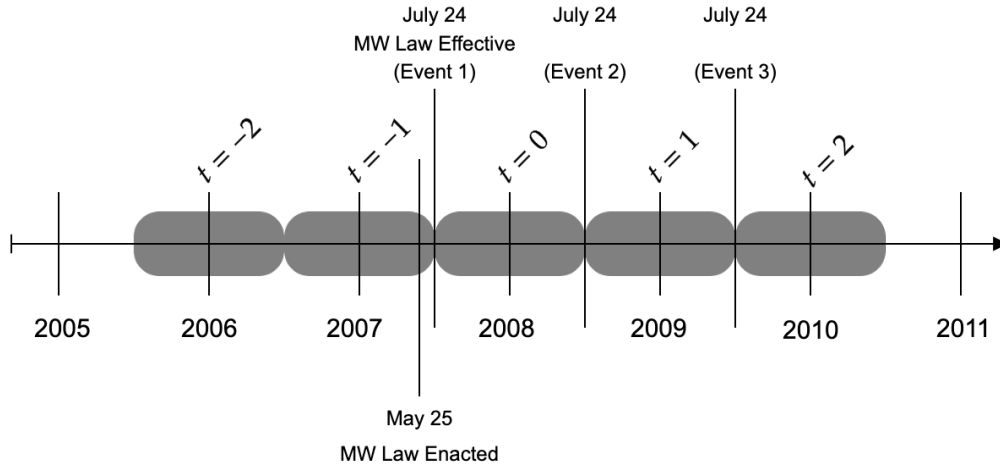 July 24
July 24
July 24
MW Law Effective
(Event 1)
(Event 2)
(Event 3)
t = −2
t = −1
t = 0
t = 1
t = 2
2005
2006
2007
2008
2009
2010
2011
May 25
MW Law Enacted